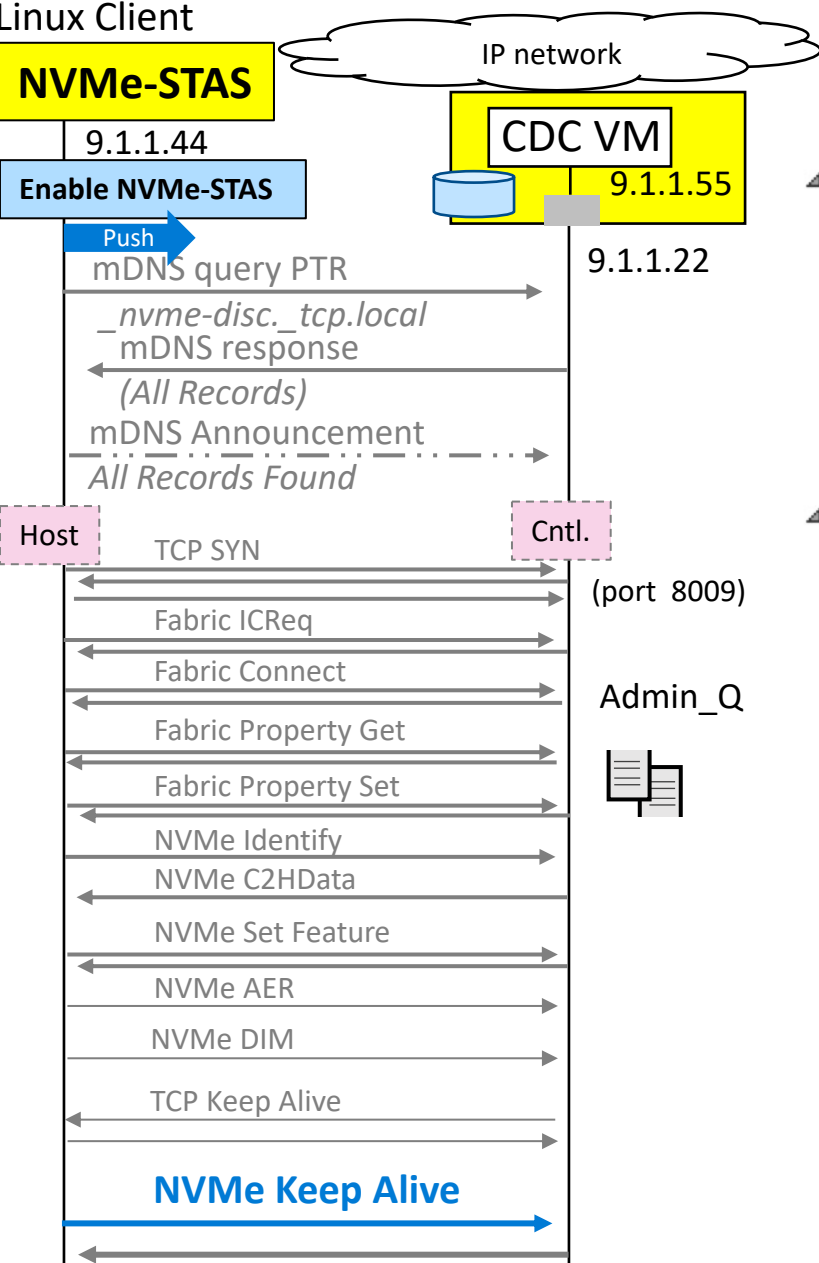 Linux Client
IP network
NVMe-STAS
CDC VM
9.1.1.44
9.1.1.55
Enable NVMe-STAS
Push
9.1.1.22
mDNS query PTR
_nvme-disc._tcp.local
mDNS response
(All Records)
mDNS Announcement
All Records Found
Host
Cntl.
TCP SYN
(port 8009)
Fabric ICReq
Fabric Connect
Admin_Q
Fabric Property Get
Fabric Property Set
NVMe Identify
NVMe C2HData
NVMe Set Feature
NVMe AER
NVMe DIM
TCP Keep Alive
NVMe Keep Alive